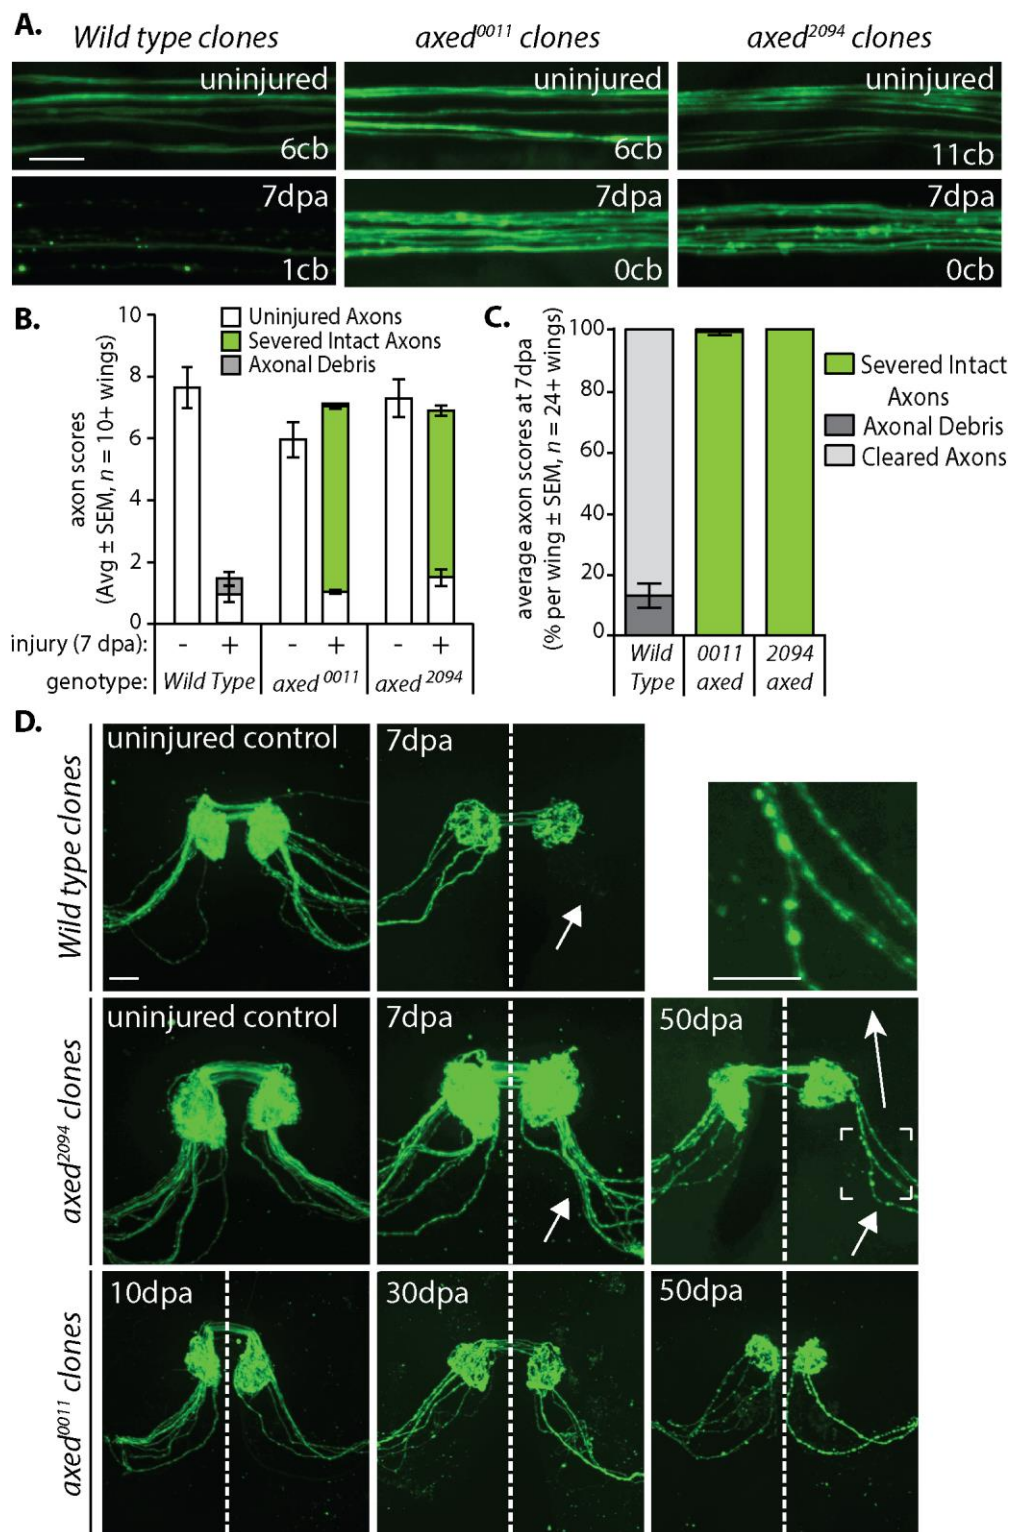 A.
Wild type clones
axed0011 clones
axed2094 clones
uninjured
6cb
uninjured
6cb
uninjured
11cb
7dpa
1cb
7dpa
0cb
7dpa
0cb
B.
axon scores
(Avg ± SEM, n = 10+ wings)
10
8
6
4
2
0
Uninjured Axons
Severed Intact Axons
Axonal Debris
injury (7 dpa): - + - + - +
genotype: Wild Type axed 0011 axed 2094
C.
average axon scores at 7dpa
(% per wing ± SEM, n = 24+ wings)
100
80
60
40
20
0
Severed Intact
Axons
Axonal Debris
Cleared Axons
Wild 0011 2094
Type axed axed
D.
Wild type clones
uninjured control
7dpa
axed2094 clones
uninjured control
7dpa
50dpa
axed0011 clones
10dpa
30dpa
50dpa